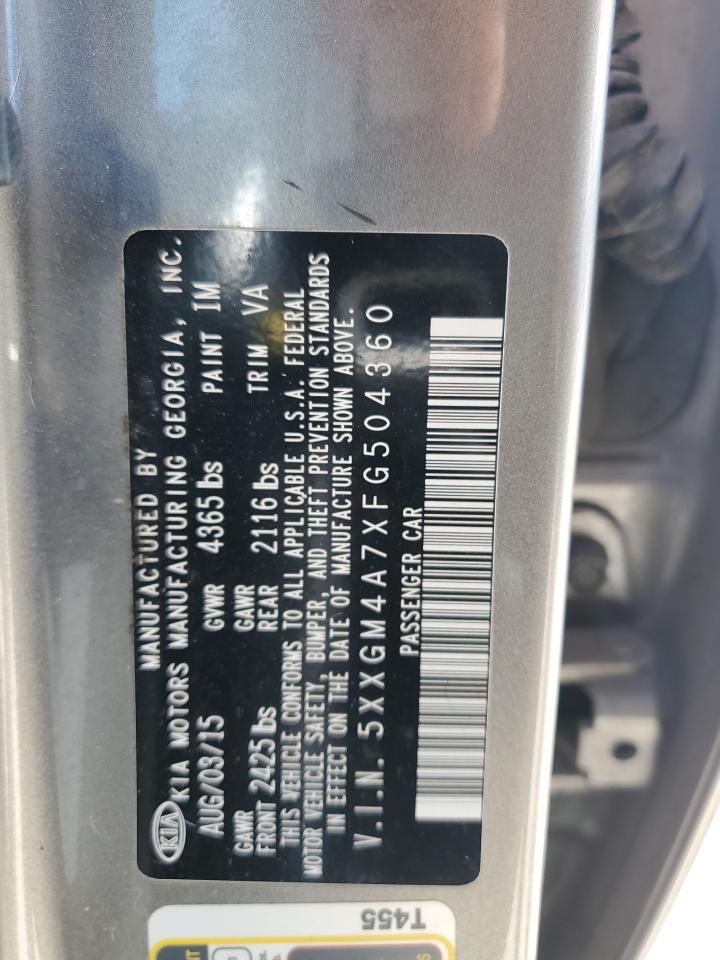 MANUFACTURED BY
KIA KIA MOTORS MANUFACTURING GEORGIA, INC.
AUG/03/15 GVWR 4365 lbs PAINT IM
GAWR GAWR
FRONT 2425 lbs REAR 2116 lbs TRIM VA
THIS VEHICLE CONFORMS TO ALL APPLICABLE U.S.A. FEDERAL
MOTOR VEHICLE SAFETY, BUMPER, AND THEFT PREVENTION STANDARDS
IN EFFECT ON THE DATE OF MANUFACTURE SHOWN ABOVE.
V.I.N. 5XXGM4A7XFG504360
PASSENGER CAR
T455